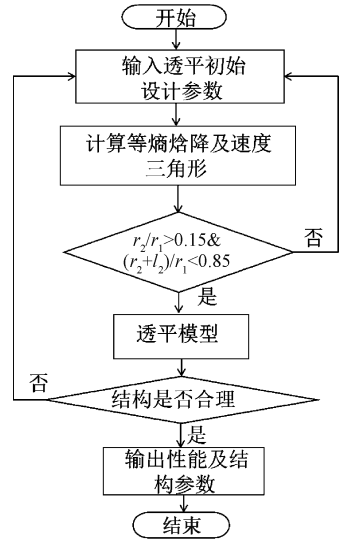 开始
输入透平初始
设计参数
计算等熵焓降及速度
三角形
r₂/r₁>0.15&
(r₂+l₂)/r₁<0.85
否
是
透平模型
否
结构是否合理
是
输出性能及结
构参数
结束